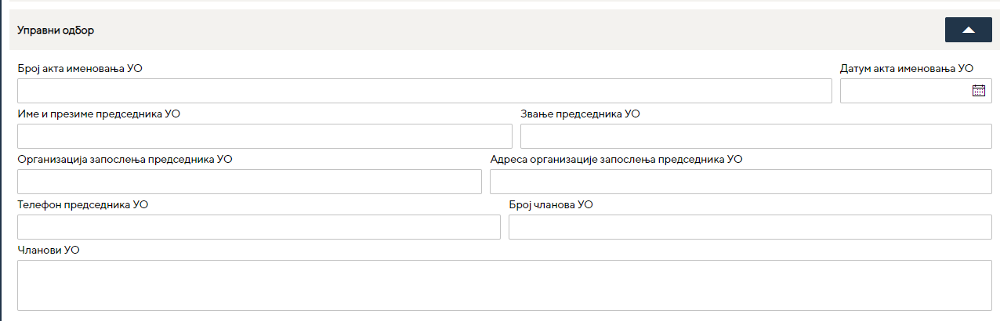 Управни одбор
Број акта именовања УО Датум акта именовања УО
Име и презиме председника УО Звање председника УО
Организација запослења председника УО Адреса организације запослења председника УО
Телефон председника УО Број чланова УО
Чланови УО